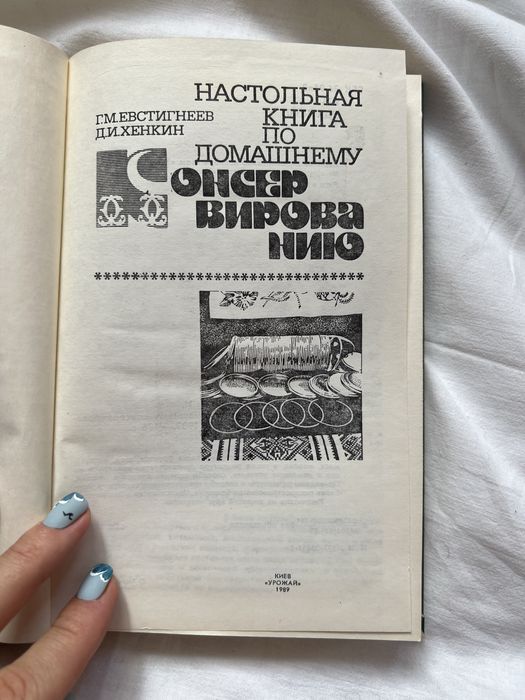 Г.М.ЕВСТИГНЕЕВ
Д.И.ХЕНКИН
НАСТОЛЬНАЯ
КНИГА
ПО
ДОМАШНЕМУ
КОНСЕР
ВИРОВА
НИЮ
************************************
КИЕВ
«УРОЖАЙ»
1989